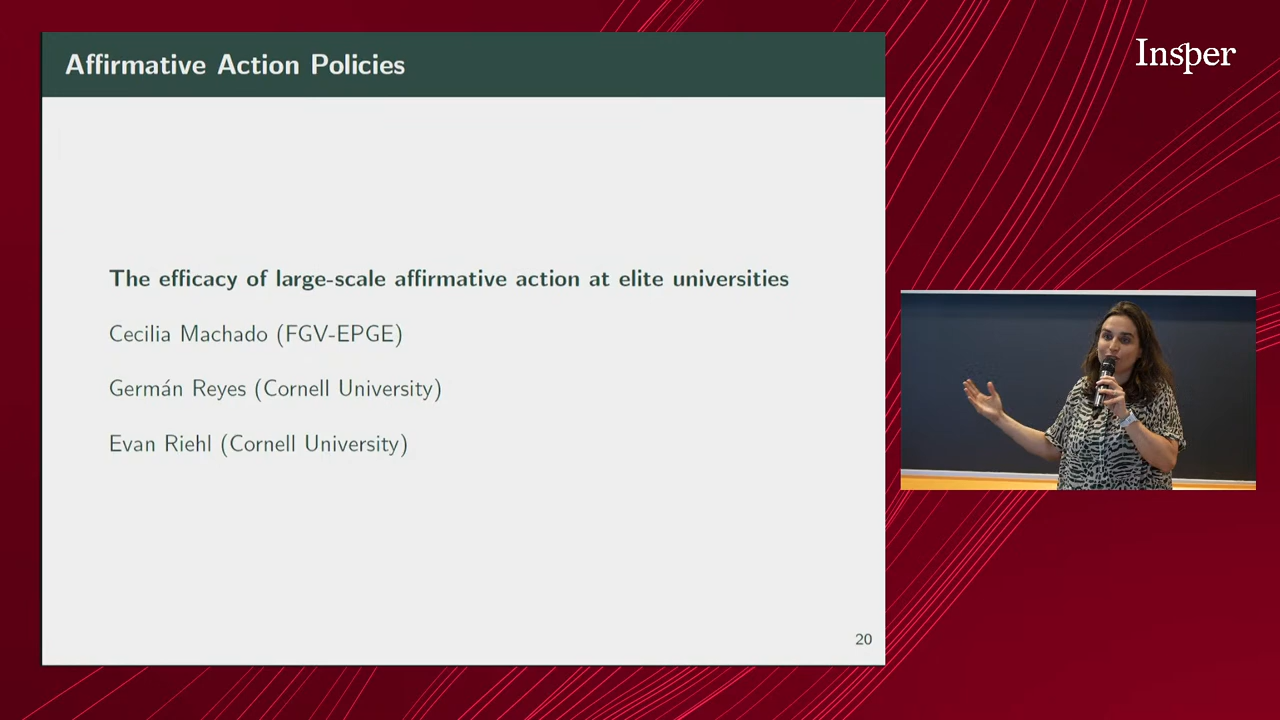 Affirmative Action Policies
Insper
The efficacy of large-scale affirmative action at elite universities
Cecilia Machado (FGV-EPGE)
Germán Reyes (Cornell University)
Evan Riehl (Cornell University)
20